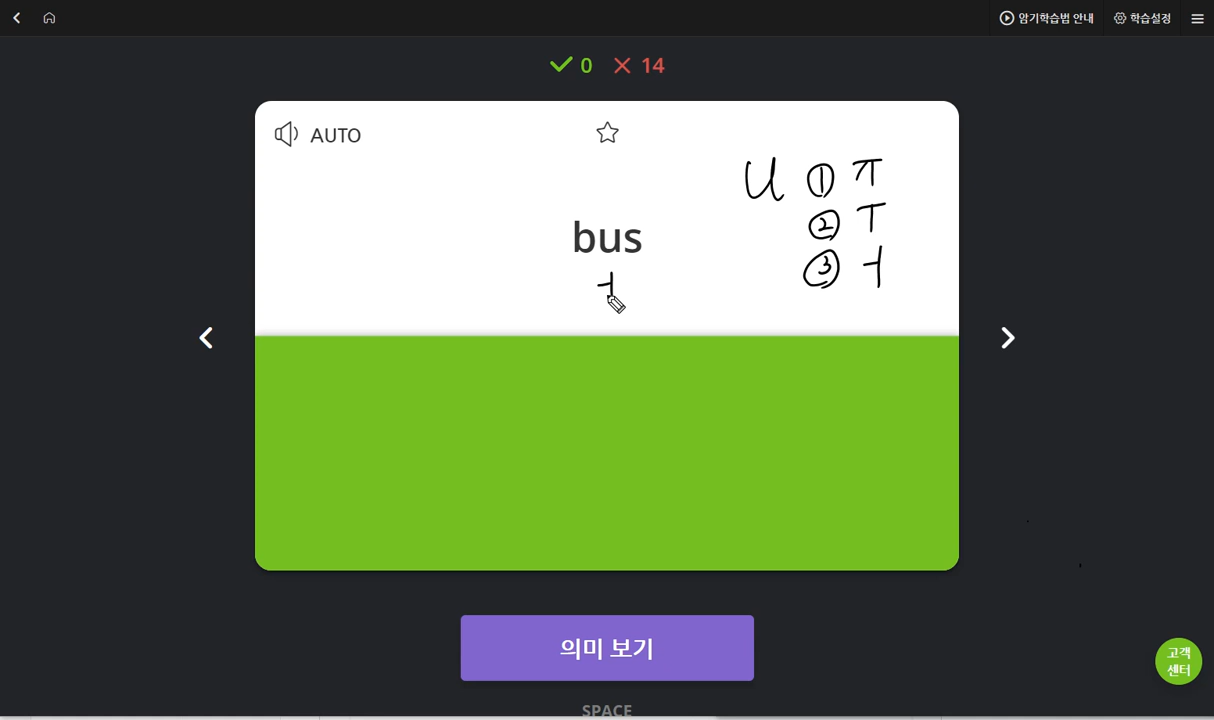 암기학습법 안내 학습설정
0 14
AUTO
U ① ㅠ
② ㅜ
bus
③ ㅓ
ㅓ
의미 보기
고객
센터
SPACE